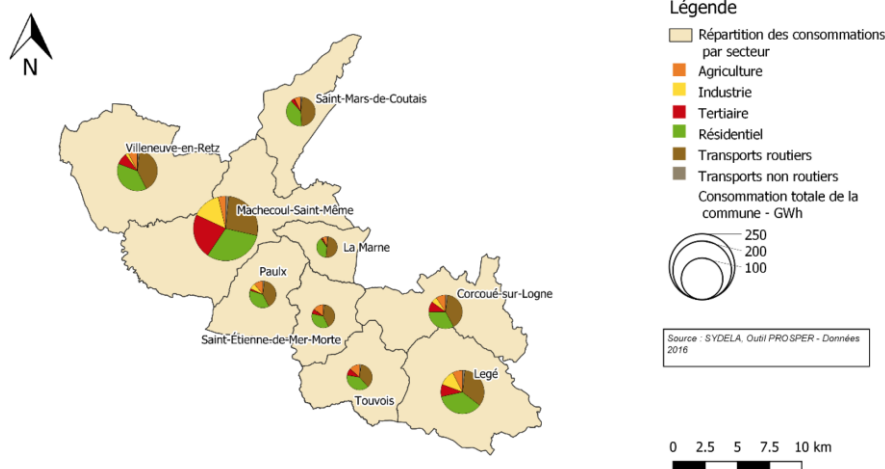 Légende
Répartition des consommations
par secteur
Agriculture
Industrie
Tertiaire
Résidentiel
Transports routiers
Transports non routiers
Consommation totale de la
commune - GWh
250
200
100
Source : SYDELA, Outil PROSPER - Données
2016
0 2.5 5 7.5 10 km
N
Saint-Mars-de-Coutais
Villeneuve-en-Retz
Machecoul-Saint-Même
La Marne
Paulx
Corcoué-sur-Logne
Saint-Étienne-de-Mer-Morte
Legé
Touvois